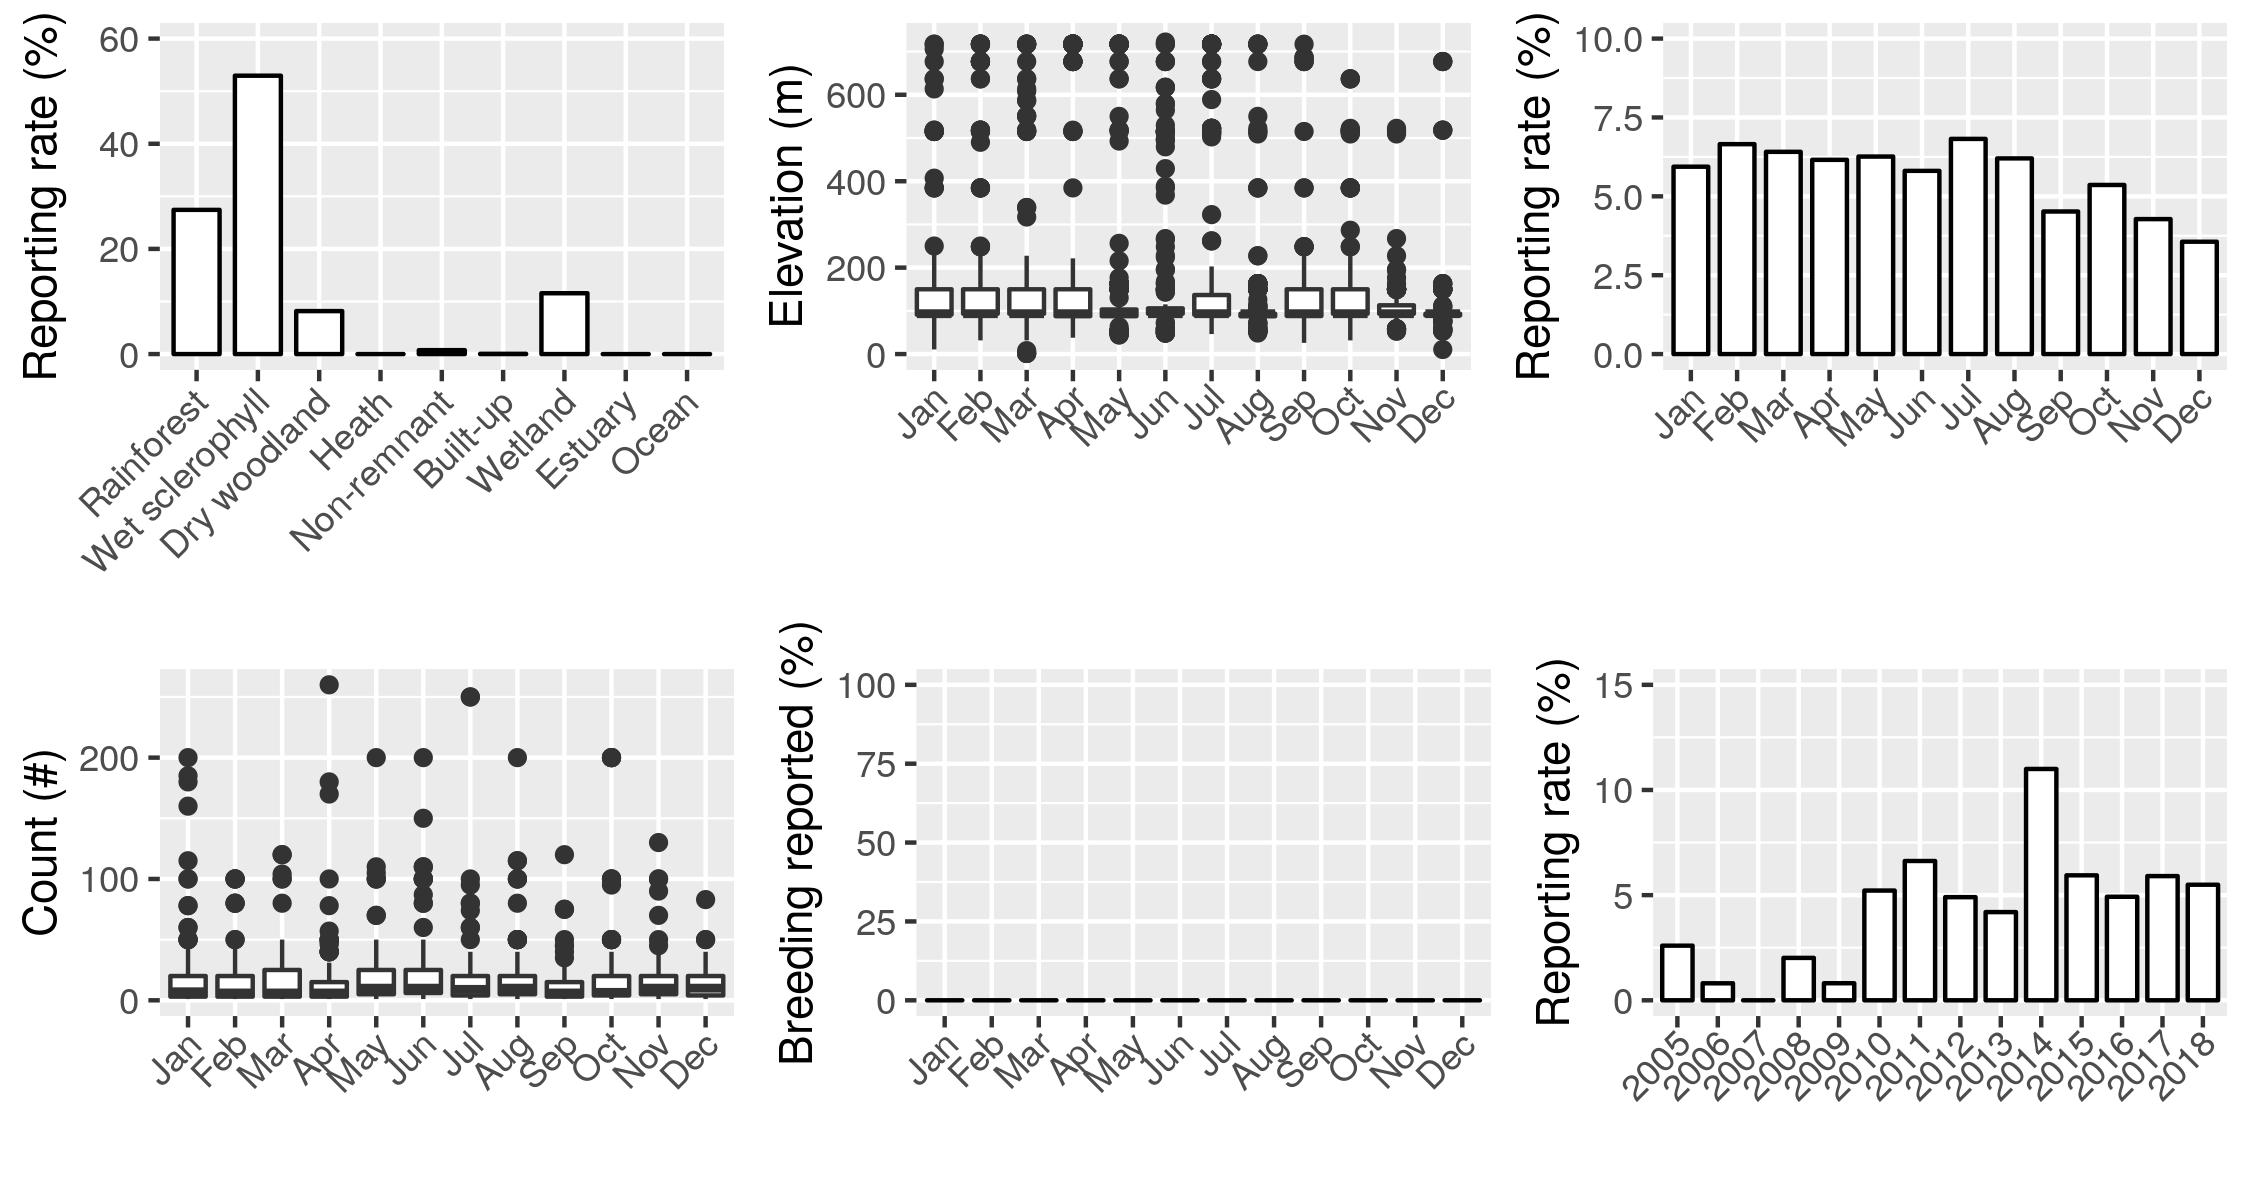 Reporting rate (%)
60
40
20
0
Rainforest
Wet sclerophyll
Dry woodland
Heath
Non-remnant
Built-up
Wetland
Estuary
Ocean
Elevation (m)
600
400
200
0
Jan
Feb
Mar
Apr
May
Jun
Jul
Aug
Sep
Oct
Nov
Dec
Reporting rate (%)
10.0
7.5
5.0
2.5
0.0
Jan
Feb
Mar
Apr
May
Jun
Jul
Aug
Sep
Oct
Nov
Dec
Count (#)
200
100
0
Jan
Feb
Mar
Apr
May
Jun
Jul
Aug
Sep
Oct
Nov
Dec
Breeding reported (%)
100
75
50
25
0
Jan
Feb
Mar
Apr
May
Jun
Jul
Aug
Sep
Oct
Nov
Dec
Reporting rate (%)
15
10
5
0
2005
2006
2007
2008
2009
2010
2011
2012
2013
2014
2015
2016
2017
2018